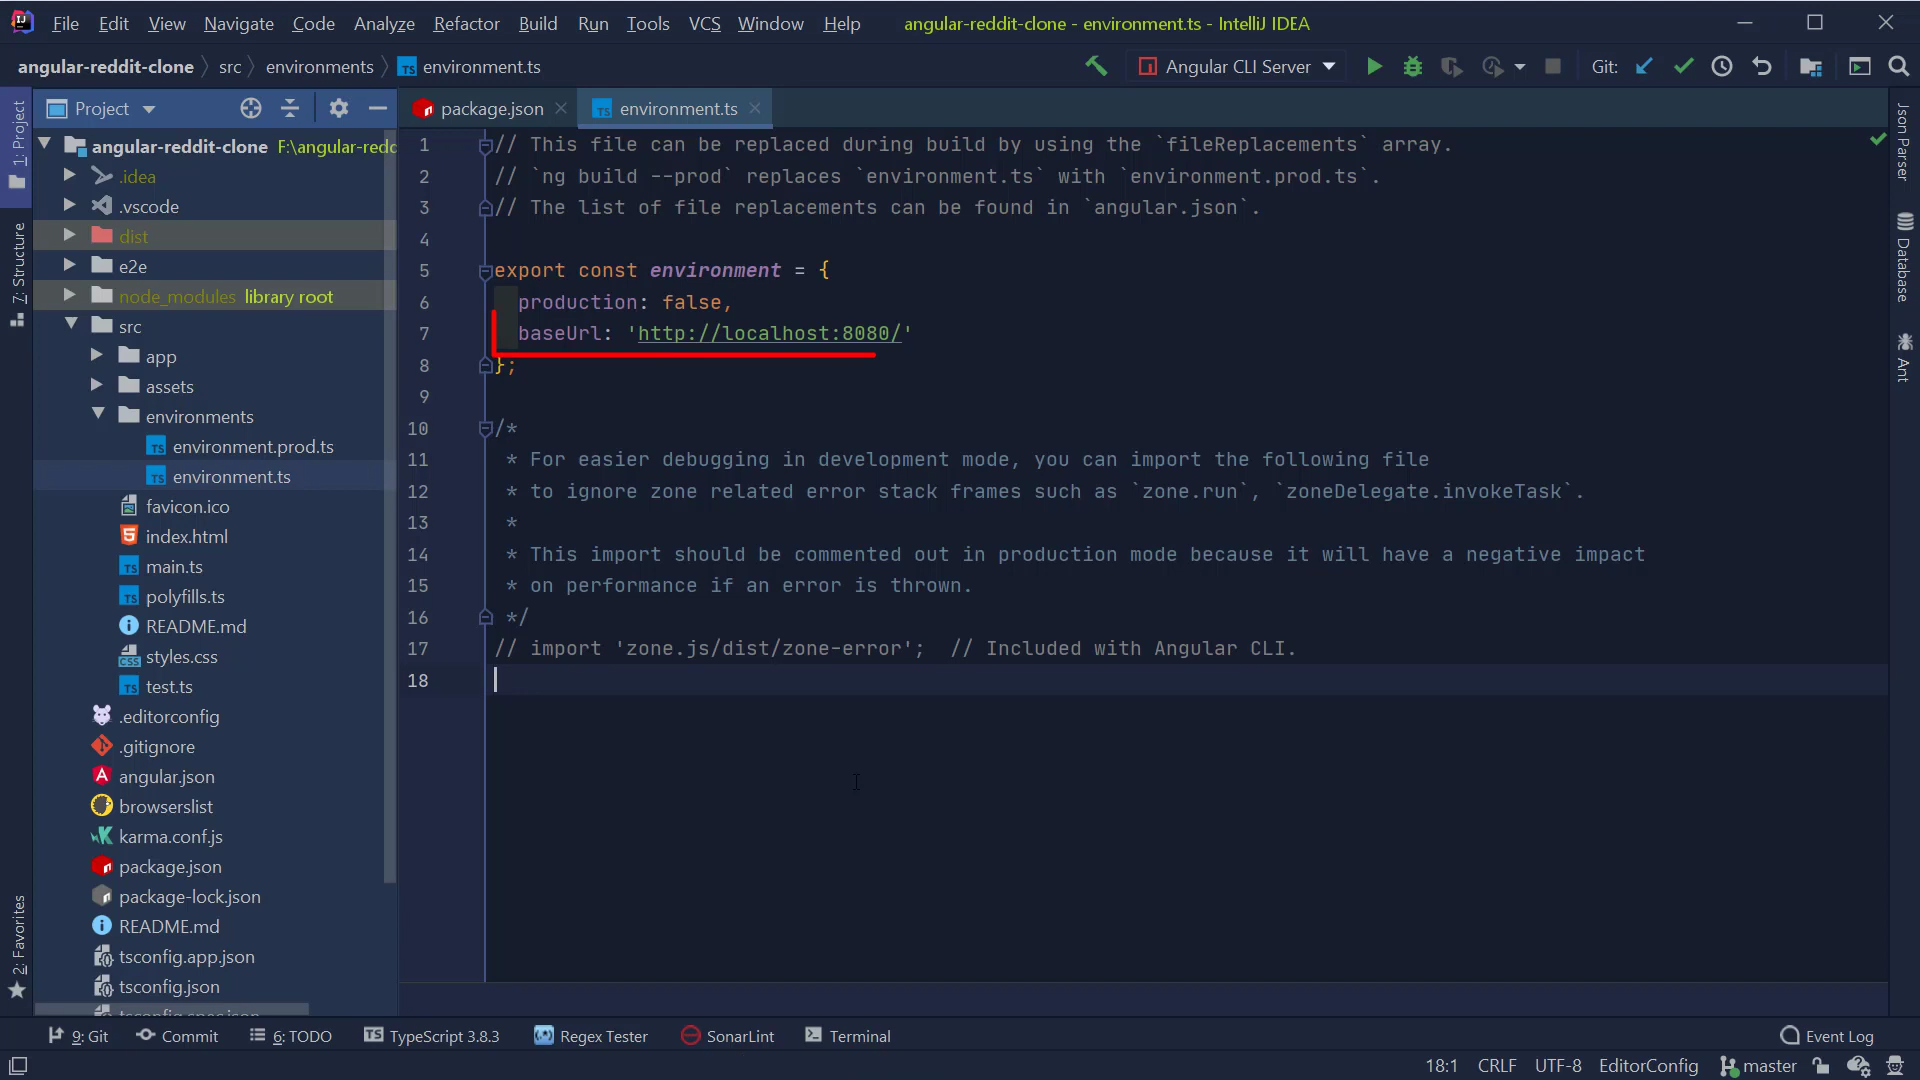 File Edit View Navigate Code Analyze Refactor Build Run Tools VCS Window Help angular-reddit-clone - environment.ts - IntelliJ IDEA
angular-reddit-clone src environments environment.ts Angular CLI Server Git:
Project package.json environment.ts
1: Project
7: Structure
2: Favorites
angular-reddit-clone F:\angular-redd
.idea
.vscode
dist
e2e
node_modules library root
src
app
assets
environments
environment.prod.ts
environment.ts
favicon.ico
index.html
main.ts
polyfills.ts
README.md
styles.css
test.ts
.editorconfig
.gitignore
angular.json
browserslist
karma.conf.js
package.json
package-lock.json
README.md
tsconfig.app.json
tsconfig.json
1 // This file can be replaced during build by using the `fileReplacements` array.
2 // `ng build --prod` replaces `environment.ts` with `environment.prod.ts`.
3 // The list of file replacements can be found in `angular.json`.
4
5 export const environment = {
6 production: false,
7 baseUrl: 'http://localhost:8080/'
8 };
9
10 /*
11 * For easier debugging in development mode, you can import the following file
12 * to ignore zone related error stack frames such as `zone.run`, `zoneDelegate.invokeTask`.
13 *
14 * This import should be commented out in production mode because it will have a negative impact
15 * on performance if an error is thrown.
16 */
17 // import 'zone.js/dist/zone-error';  // Included with Angular CLI.
18
Json Parser
Database
Ant
9: Git Commit 6: TODO TypeScript 3.8.3 Regex Tester SonarLint Terminal Event Log
18:1 CRLF UTF-8 EditorConfig master